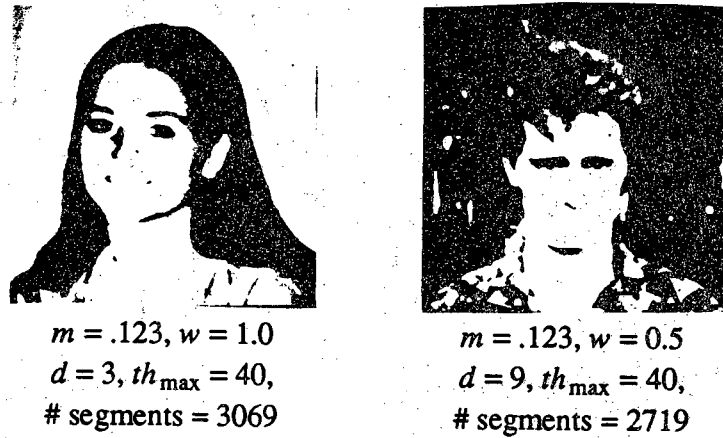 m = .123, w = 1.0
d = 3, th_max = 40,
# segments = 3069
m = .123, w = 0.5
d = 9, th_max = 40,
# segments = 2719